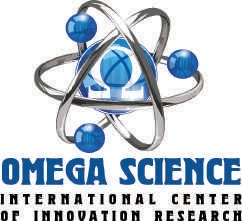 Ω
OMEGA SCIENCE
INTERNATIONAL CENTER
OF INNOVATION RESEARCH